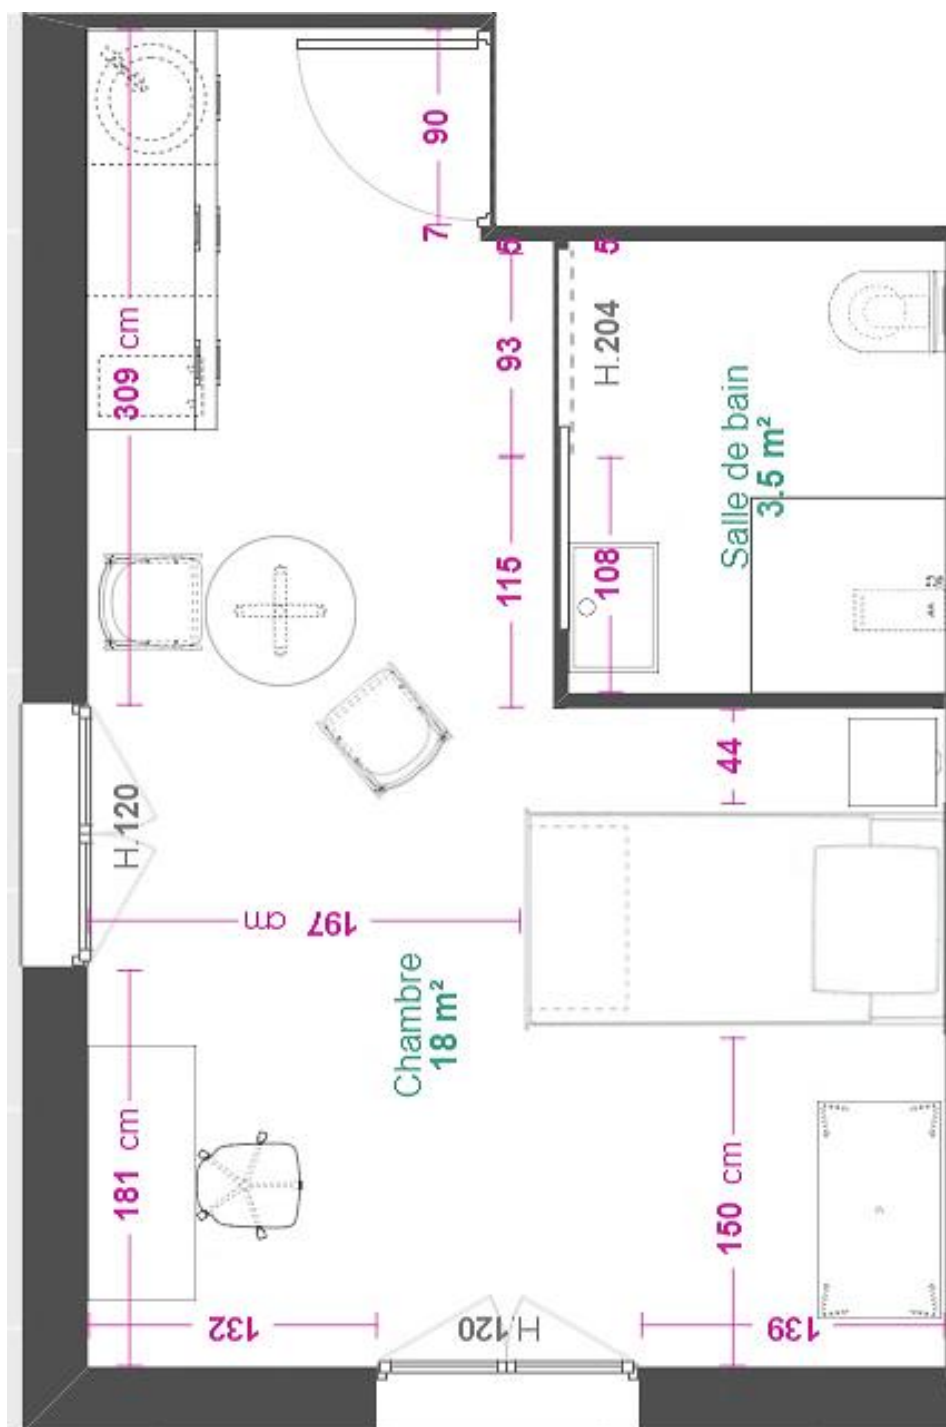 90
7
309 cm
5
5
93
H.204
Salle de bain
3.5 m²
115
108
H.120
44
197 cm
Chambre
18 m²
181 cm
150 cm
132
H.120
139